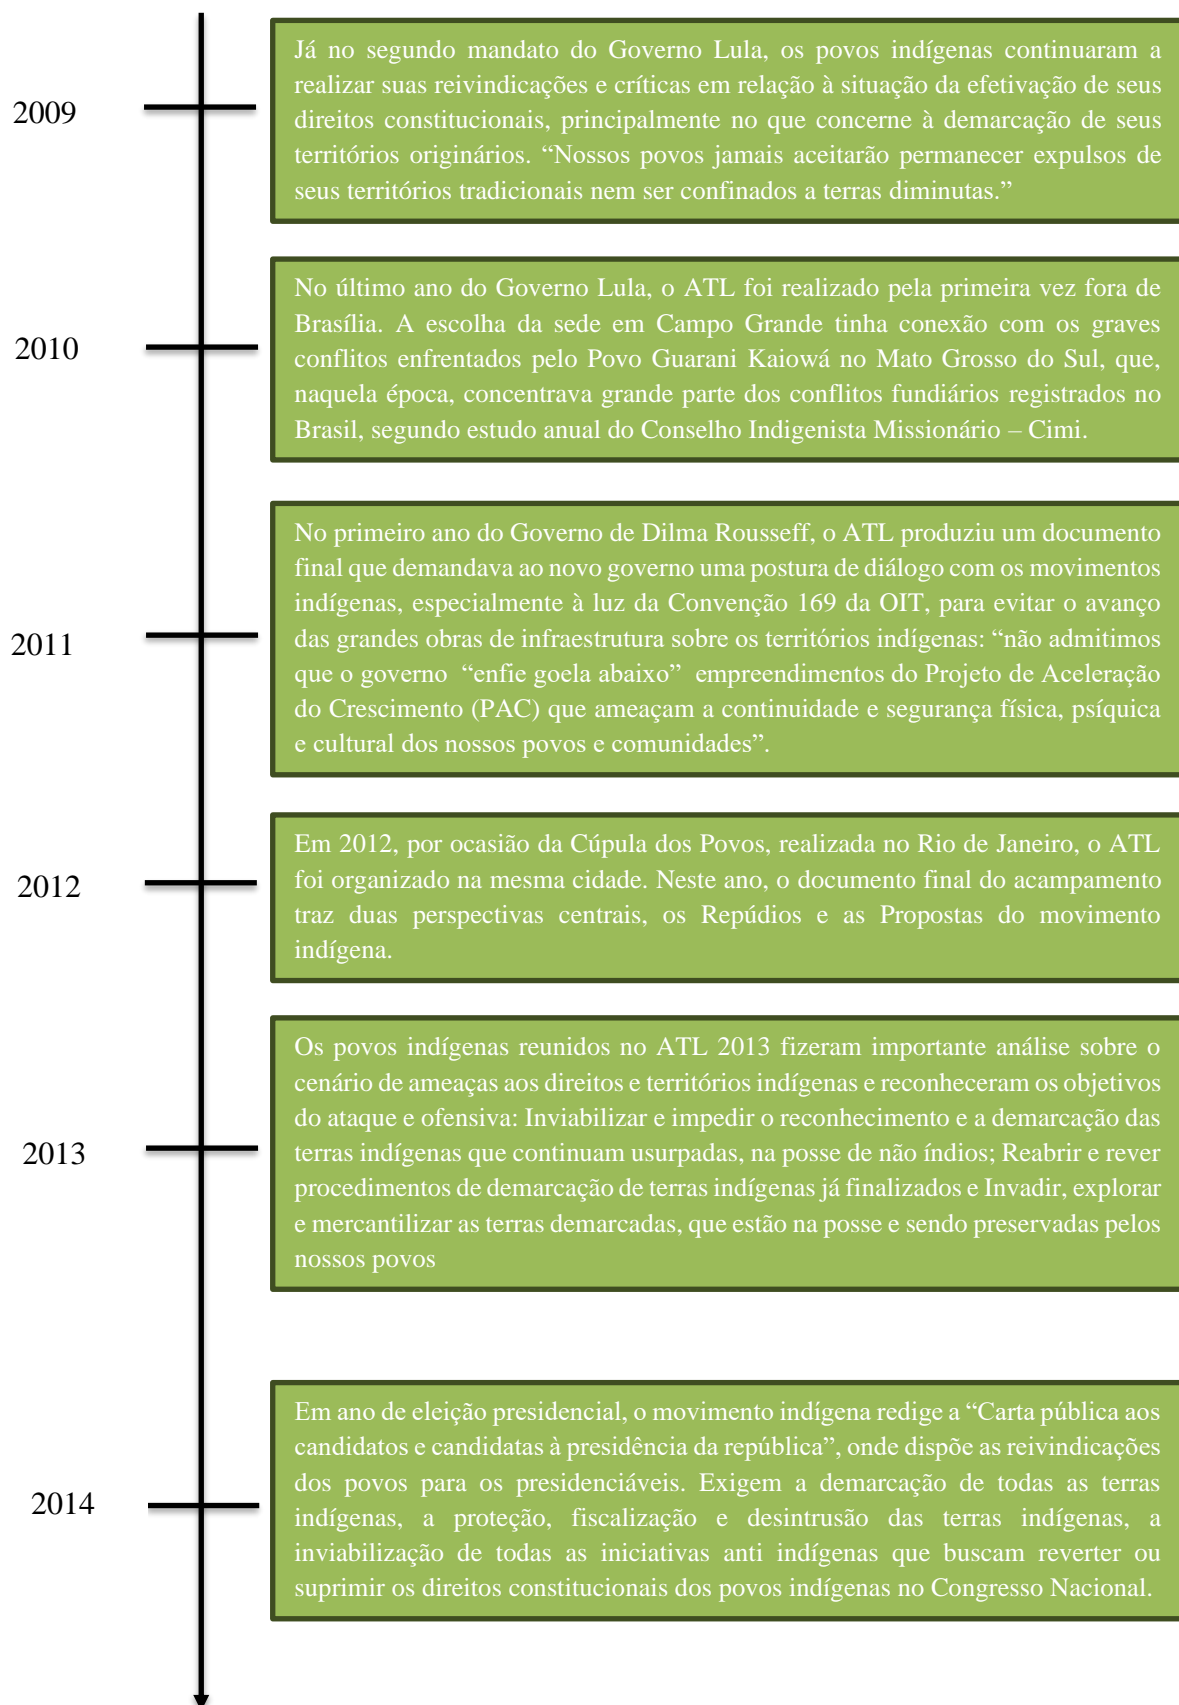 2009
Já no segundo mandato do Governo Lula, os povos indígenas continuaram a
realizar suas reivindicações e críticas em relação à situação da efetivação de seus
direitos constitucionais, principalmente no que concerne à demarcação de seus
territórios originários. “Nossos povos jamais aceitarão permanecer expulsos de
seus territórios tradicionais nem ser confinados a terras diminutas.”
2010
No último ano do Governo Lula, o ATL foi realizado pela primeira vez fora de
Brasília. A escolha da sede em Campo Grande tinha conexão com os graves
conflitos enfrentados pelo Povo Guarani Kaiowá no Mato Grosso do Sul, que,
naquela época, concentrava grande parte dos conflitos fundiários registrados no
Brasil, segundo estudo anual do Conselho Indigenista Missionário – Cimi.
2011
No primeiro ano do Governo de Dilma Rousseff, o ATL produziu um documento
final que demandava ao novo governo uma postura de diálogo com os movimentos
indígenas, especialmente à luz da Convenção 169 da OIT, para evitar o avanço
das grandes obras de infraestrutura sobre os territórios indígenas: “não admitimos
que o governo “enfie goela abaixo” empreendimentos do Projeto de Aceleração
do Crescimento (PAC) que ameaçam a continuidade e segurança física, psíquica
e cultural dos nossos povos e comunidades”.
2012
Em 2012, por ocasião da Cúpula dos Povos, realizada no Rio de Janeiro, o ATL
foi organizado na mesma cidade. Neste ano, o documento final do acampamento
traz duas perspectivas centrais, os Repúdios e as Propostas do movimento
indígena.
2013
Os povos indígenas reunidos no ATL 2013 fizeram importante análise sobre o
cenário de ameaças aos direitos e territórios indígenas e reconheceram os objetivos
do ataque e ofensiva: Inviabilizar e impedir o reconhecimento e a demarcação das
terras indígenas que continuam usurpadas, na posse de não índios; Reabrir e rever
procedimentos de demarcação de terras indígenas já finalizados e Invadir, explorar
e mercantilizar as terras demarcadas, que estão na posse e sendo preservadas pelos
nossos povos
2014
Em ano de eleição presidencial, o movimento indígena redige a “Carta pública aos
candidatos e candidatas à presidência da república”, onde dispõe as reivindicações
dos povos para os presidenciáveis. Exigem a demarcação de todas as terras
indígenas, a proteção, fiscalização e desintrusão das terras indígenas, a
inviabilização de todas as iniciativas anti indígenas que buscam reverter ou
suprimir os direitos constitucionais dos povos indígenas no Congresso Nacional.